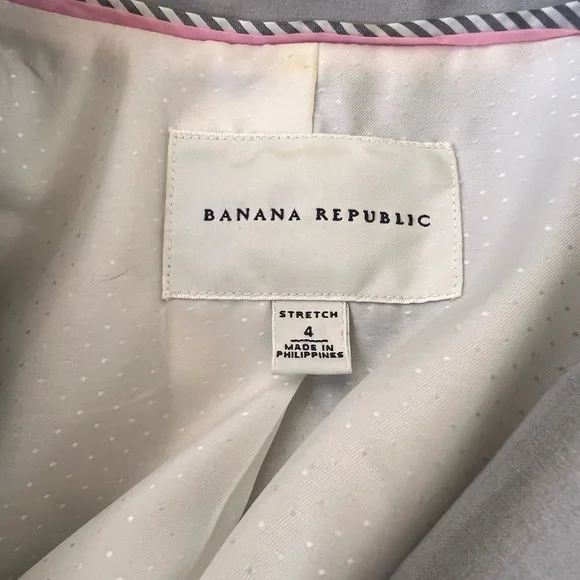 BANANA REPUBLIC
STRETCH
4
MADE IN
PHILIPPINES